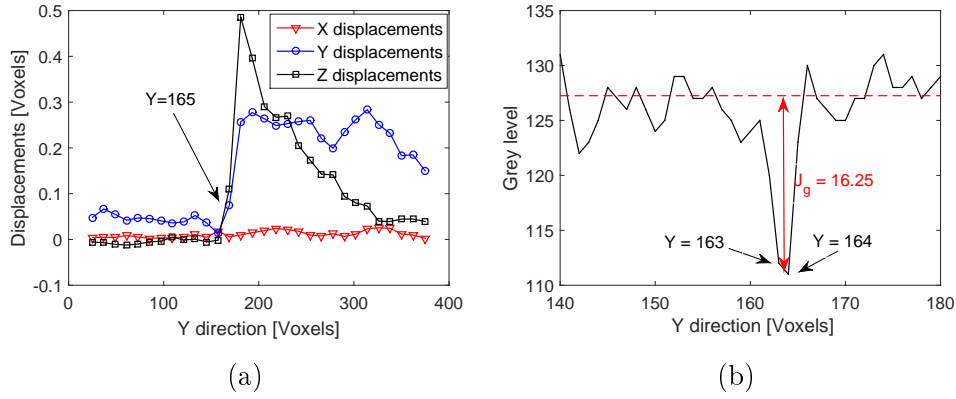 0.5
0.4
0.3
0.2
0.1
0
-0.1
0
100
200
300
400
Displacements [Voxels]
Y direction [Voxels]
X displacements
Y displacements
Z displacements
Y=165
(a)
135
130
125
120
115
110
140
150
160
170
180
Grey level
Y direction [Voxels]
J_g = 16.25
Y = 163
Y = 164
(b)